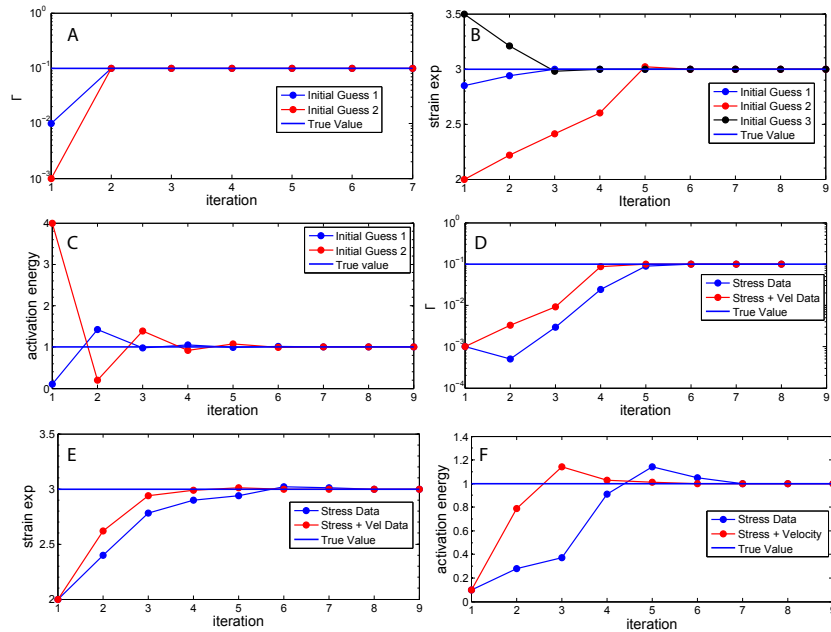 A
10^0
10^-1
10^-2
10^-3
Γ
1 2 3 4 5 6 7
iteration
Initial Guess 1
Initial Guess 2
True Value
B
3.5
3
2.5
2
strain exp
1 2 3 4 5 6 7 8 9
Iteration
Initial Guess 1
Initial Guess 2
Initial Guess 3
True Value
C
4
3
2
1
0
activation energy
1 2 3 4 5 6 7 8 9
iteration
Initial Guess 1
Initial Guess 2
True value
D
10^0
10^-1
10^-2
10^-3
10^-4
Γ
1 2 3 4 5 6 7 8 9
iteration
Stress Data
Stress + Vel Data
True Value
E
3.5
3
2.5
2
strain exp
1 2 3 4 5 6 7 8 9
iteration
Stress Data
Stress + Vel Data
True Value
F
1.4
1.2
1
0.8
0.6
0.4
0.2
0
activation energy
1 2 3 4 5 6 7 8 9
iteration
Stress Data
Stress + Velocity
True Value